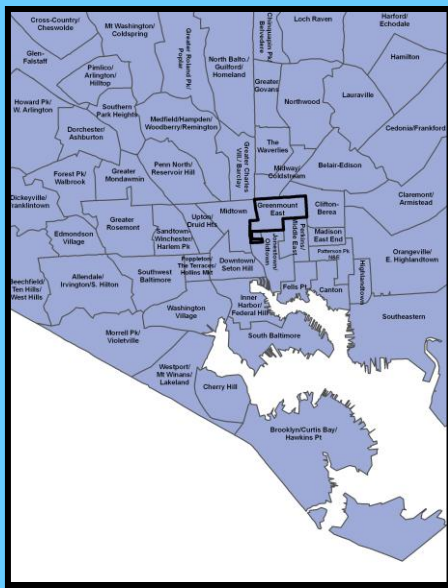 Cross-Country/
Cheswolde
Mt Washington/
Coldspring
Greater Roland Pk/
Poplar
Chinquapin Pk/
Belvedere
Loch Raven
Harford/
Echodale
Glen-
Falstaff
Pimlico/
Arlington/
Hilltop
North Balto./
Guilford/
Homeland
Hamilton
Greater
Govans
Howard Pk/
W. Arlington
Southern
Park Heights
Northwood
Lauraville
Medfield/Hampden/
Woodberry/Remington
Dorchester/
Ashburton
Cedonia/Frankford
The
Waverlies
Greater Charles
Vill./ Barclay
Penn North/
Reservoir Hill
Midway/
Coldstream
Belair-Edison
Forest Pk/
Walbrook
Greater
Mondawmin
Dickeyville/
Franklintown
Claremont/
Armistead
Greenmount
East
Clifton-
Berea
Midtown
Upton/
Druid Hts
Greater
Rosemont
Sandtown-
Winchester/
Harlem Pk
Edmondson
Village
Jonestown/
Oldtown
Perkins/
Middle East
Madison
East End
Orangeville/
E. Highlandtown
Poppleton/
The Terraces/
Hollins Mkt
Downtown/
Seton Hill
Patterson Pk
N&E
Highlandtown
Southwest
Baltimore
Allendale/
Irvington/S. Hilton
Beechfield/
Ten Hills/
West Hills
Fells Pt
Canton
Inner
Harbor/
Federal Hill
Washington
Village
Southeastern
Morrell Pk/
Violetville
South Baltimore
Westport/
Mt Winans/
Lakeland
Cherry Hill
Brooklyn/Curtis Bay/
Hawkins Pt